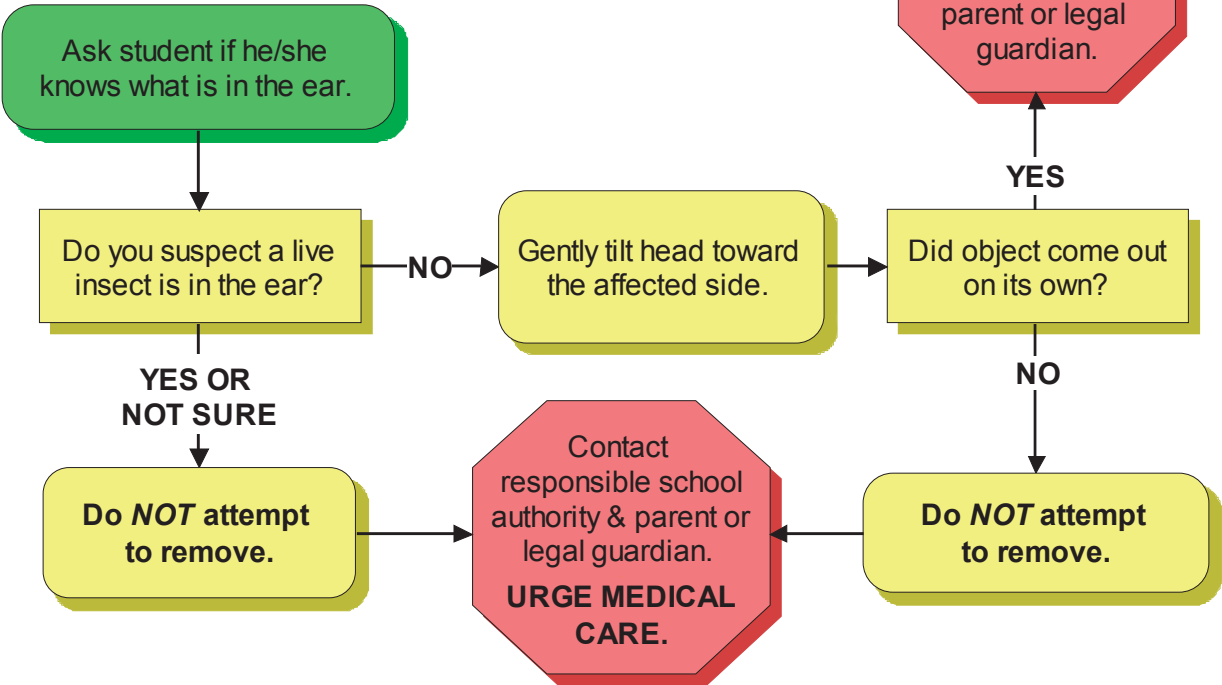 parent or legal
guardian.
Ask student if he/she
knows what is in the ear.
YES
Do you suspect a live
insect is in the ear?
NO
Gently tilt head toward
the affected side.
Did object come out
on its own?
YES OR
NOT SURE
NO
Do NOT attempt
to remove.
Contact
responsible school
authority & parent or
legal guardian.
URGE MEDICAL
CARE.
Do NOT attempt
to remove.